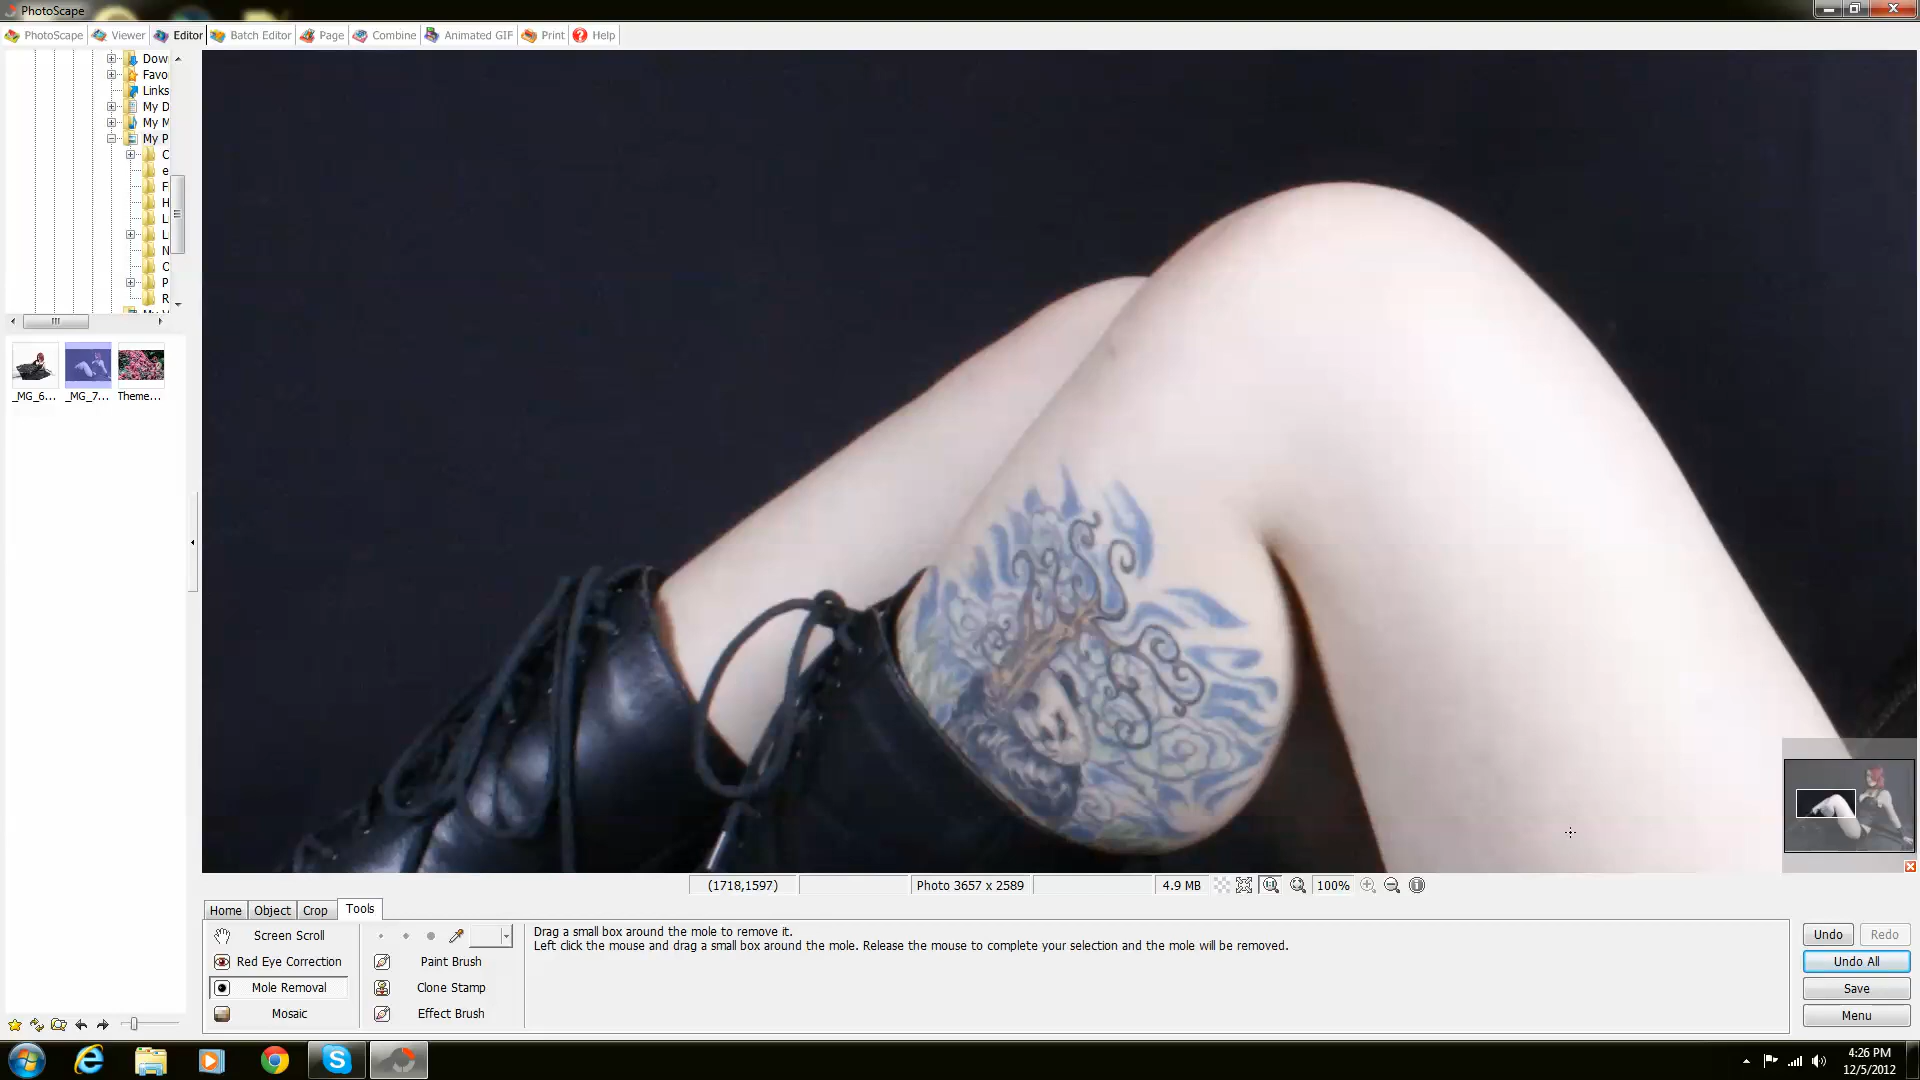 PhotoScape
PhotoScape
Viewer
Editor
Batch Editor
Page
Combine
Animated GIF
Print
Help
Dow
Favo
Links
My D
My M
My P
C
e
F
H
L
L
N
O
P
R
_MG_6...
_MG_7...
Theme...
(1718,1597)
Photo 3657 x 2589
4.9 MB
100%
Home
Object
Crop
Tools
Screen Scroll
Red Eye Correction
Mole Removal
Mosaic
Paint Brush
Clone Stamp
Effect Brush
Drag a small box around the mole to remove it.
Left click the mouse and drag a small box around the mole. Release the mouse to complete your selection and the mole will be removed.
Undo
Redo
Undo All
Save
Menu
4:26 PM
12/5/2012